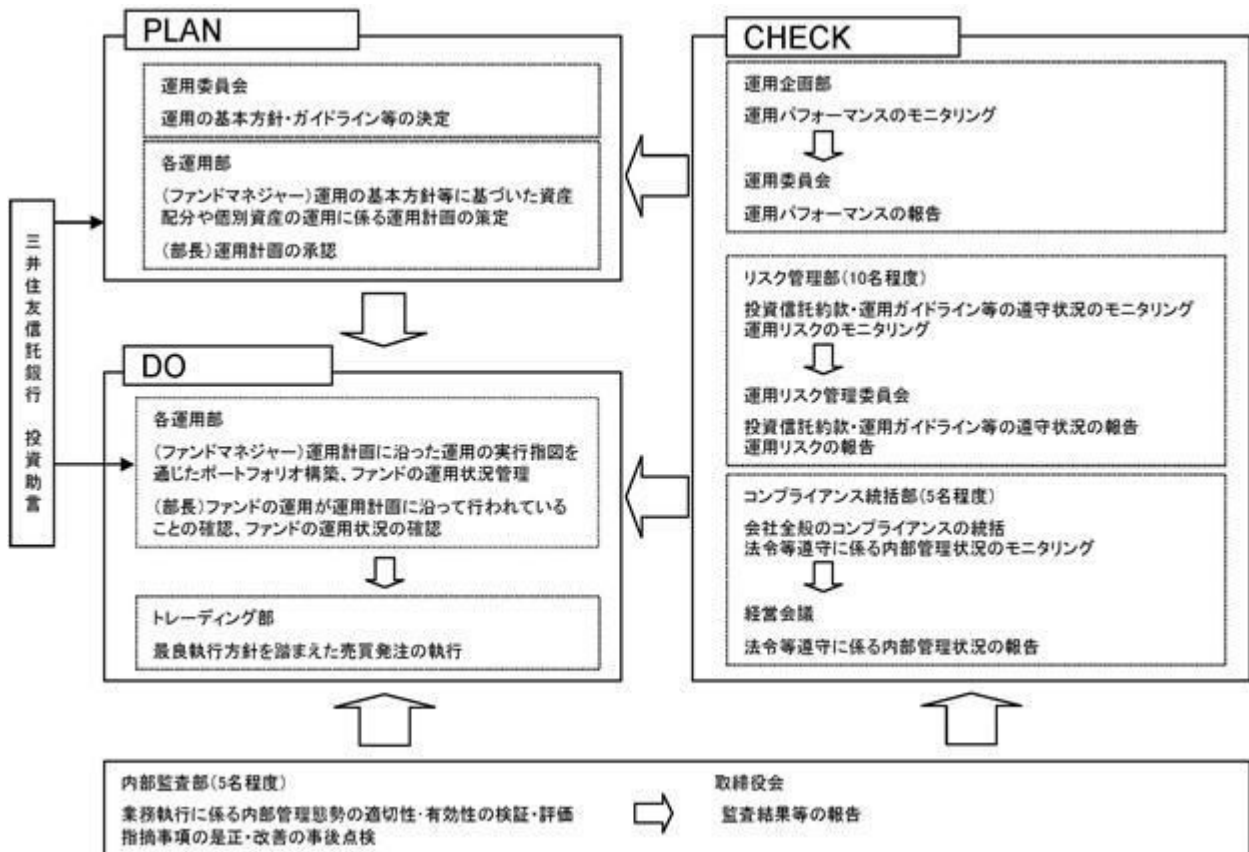 PLAN
運用委員会
運用の基本方針・ガイドライン等の決定
各運用部
(ファンドマネジャー)運用の基本方針等に基づいた資産
配分や個別資産の運用に係る運用計画の策定
(部長)運用計画の承認
三井住友信託銀行 投資助言
DO
各運用部
(ファンドマネジャー)運用計画に沿った運用の実行指図を
通じたポートフォリオ構築、ファンドの運用状況管理
(部長)ファンドの運用が運用計画に沿って行われている
ことの確認、ファンドの運用状況の確認
トレーディング部
最良執行方針を踏まえた売買発注の執行
CHECK
運用企画部
運用パフォーマンスのモニタリング
運用委員会
運用パフォーマンスの報告
リスク管理部(10名程度)
投資信託約款・運用ガイドライン等の遵守状況のモニタリング
運用リスクのモニタリング
運用リスク管理委員会
投資信託約款・運用ガイドライン等の遵守状況の報告
運用リスクの報告
コンプライアンス統括部(5名程度)
会社全般のコンプライアンスの統括
法令等遵守に係る内部管理状況のモニタリング
経営会議
法令等遵守に係る内部管理状況の報告
内部監査部(5名程度)
業務執行に係る内部管理態勢の適切性・有効性の検証・評価
指摘事項の是正・改善の事後点検
取締役会
監査結果等の報告